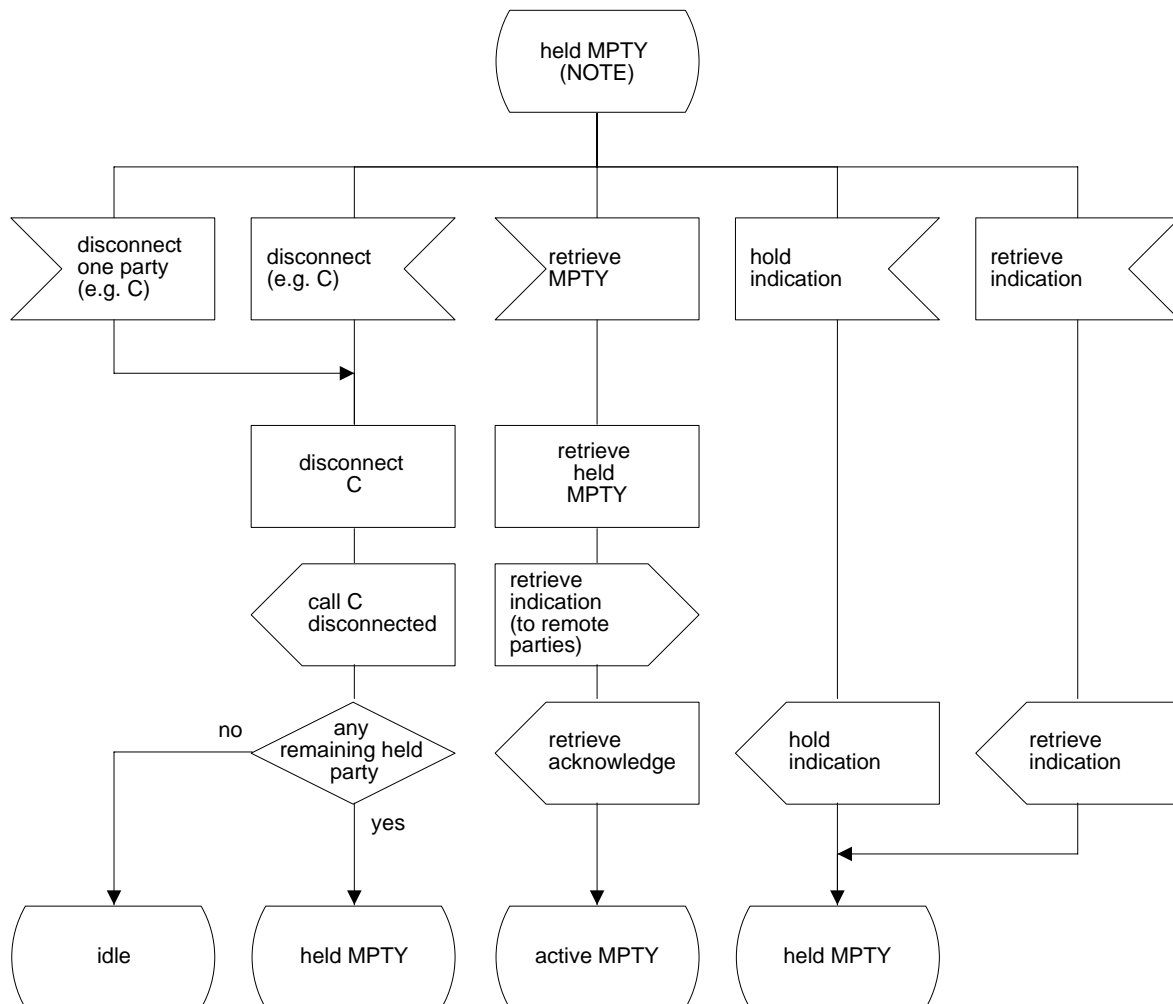 held MPTY
(NOTE)
disconnect
one party
(e.g. C)
disconnect
(e.g. C)
retrieve
MPTY
hold
indication
retrieve
indication
disconnect
C
retrieve
held
MPTY
call C
disconnected
retrieve
indication
(to remote
parties)
no
any
remaining held
party
yes
retrieve
acknowledge
hold
indication
retrieve
indication
idle
held MPTY
active MPTY
held MPTY